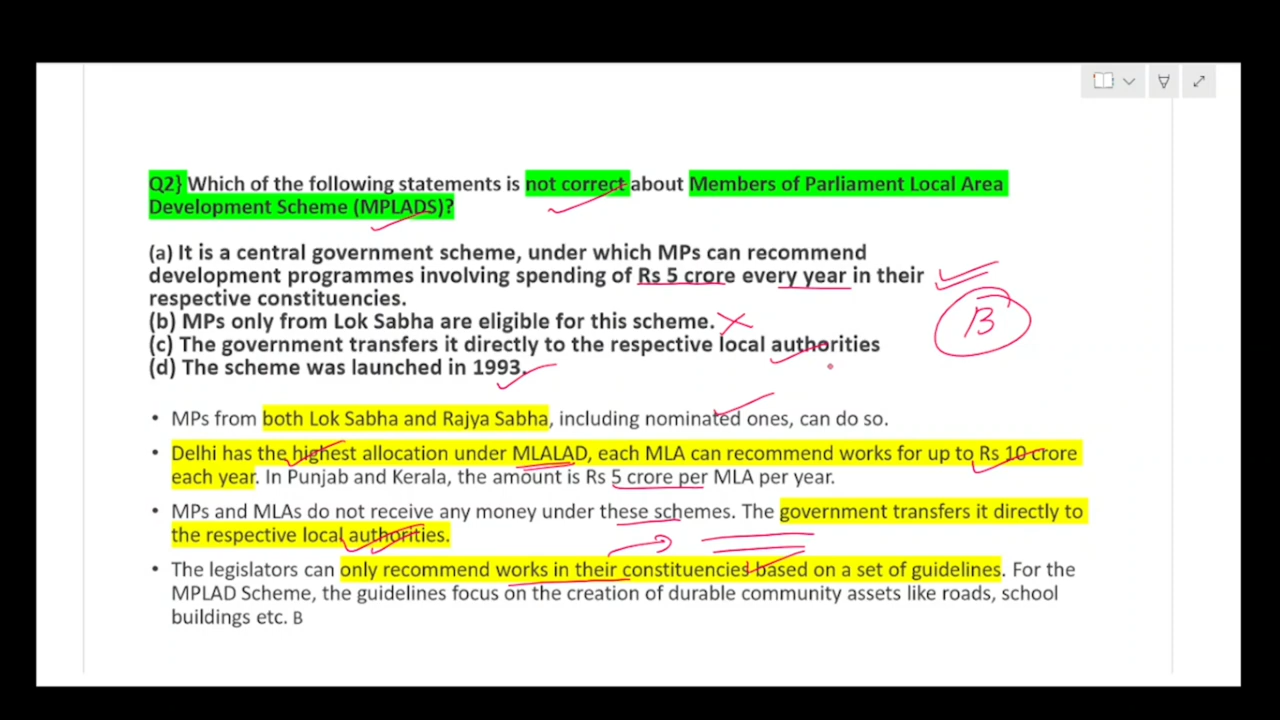 Q2} Which of the following statements is not correct about Members of Parliament Local Area
Development Scheme (MPLADS)?
(a) It is a central government scheme, under which MPs can recommend
development programmes involving spending of Rs 5 crore every year in their
respective constituencies.
(b) MPs only from Lok Sabha are eligible for this scheme.
(c) The government transfers it directly to the respective local authorities
(d) The scheme was launched in 1993.
B
• MPs from both Lok Sabha and Rajya Sabha, including nominated ones, can do so.
• Delhi has the highest allocation under MLALAD, each MLA can recommend works for up to Rs 10 crore
each year. In Punjab and Kerala, the amount is Rs 5 crore per MLA per year.
• MPs and MLAs do not receive any money under these schemes. The government transfers it directly to
the respective local authorities.
• The legislators can only recommend works in their constituencies based on a set of guidelines. For the
MPLAD Scheme, the guidelines focus on the creation of durable community assets like roads, school
buildings etc. B